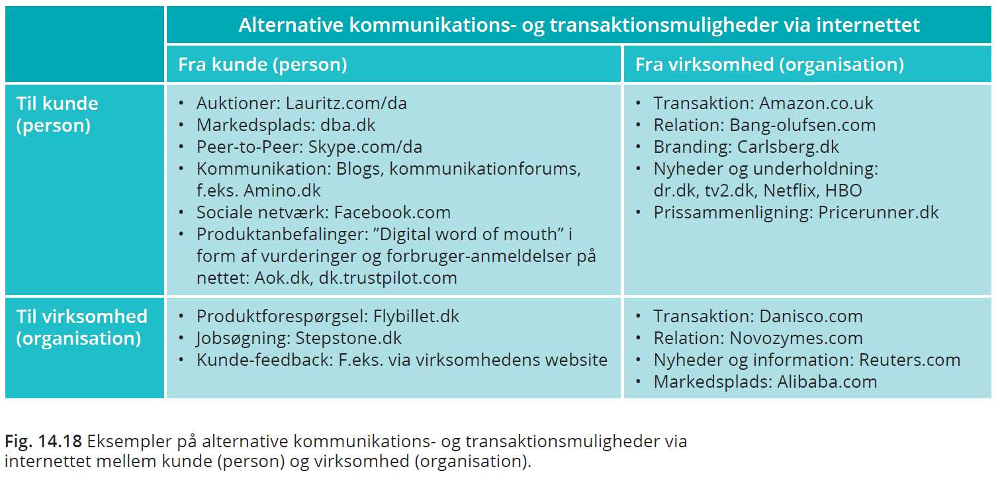 Alternative kommunikations- og transaktionsmuligheder via internettet
Fra kunde (person)
Fra virksomhed (organisation)
Til kunde
(person)
• Auktioner: Lauritz.com/da
• Markedsplads: dba.dk
• Peer-to-Peer: Skype.com/da
• Kommunikation: Blogs, kommunikationforums,
f.eks. Amino.dk
• Sociale netværk: Facebook.com
• Produktanbefalinger: ”Digital word of mouth” i
form af vurderinger og forbruger-anmeldelser på
nettet: Aok.dk, dk.trustpilot.com
• Transaktion: Amazon.co.uk
• Relation: Bang-olufsen.com
• Branding: Carlsberg.dk
• Nyheder og underholdning:
dr.dk, tv2.dk, Netflix, HBO
• Prissammenligning: Pricerunner.dk
Til virksomhed
(organisation)
• Produktforespørgsel: Flybillet.dk
• Jobsøgning: Stepstone.dk
• Kunde-feedback: F.eks. via virksomhedens website
• Transaktion: Danisco.com
• Relation: Novozymes.com
• Nyheder og information: Reuters.com
• Markedsplads: Alibaba.com
Fig. 14.18 Eksempler på alternative kommunikations- og transaktionsmuligheder via
internettet mellem kunde (person) og virksomhed (organisation).